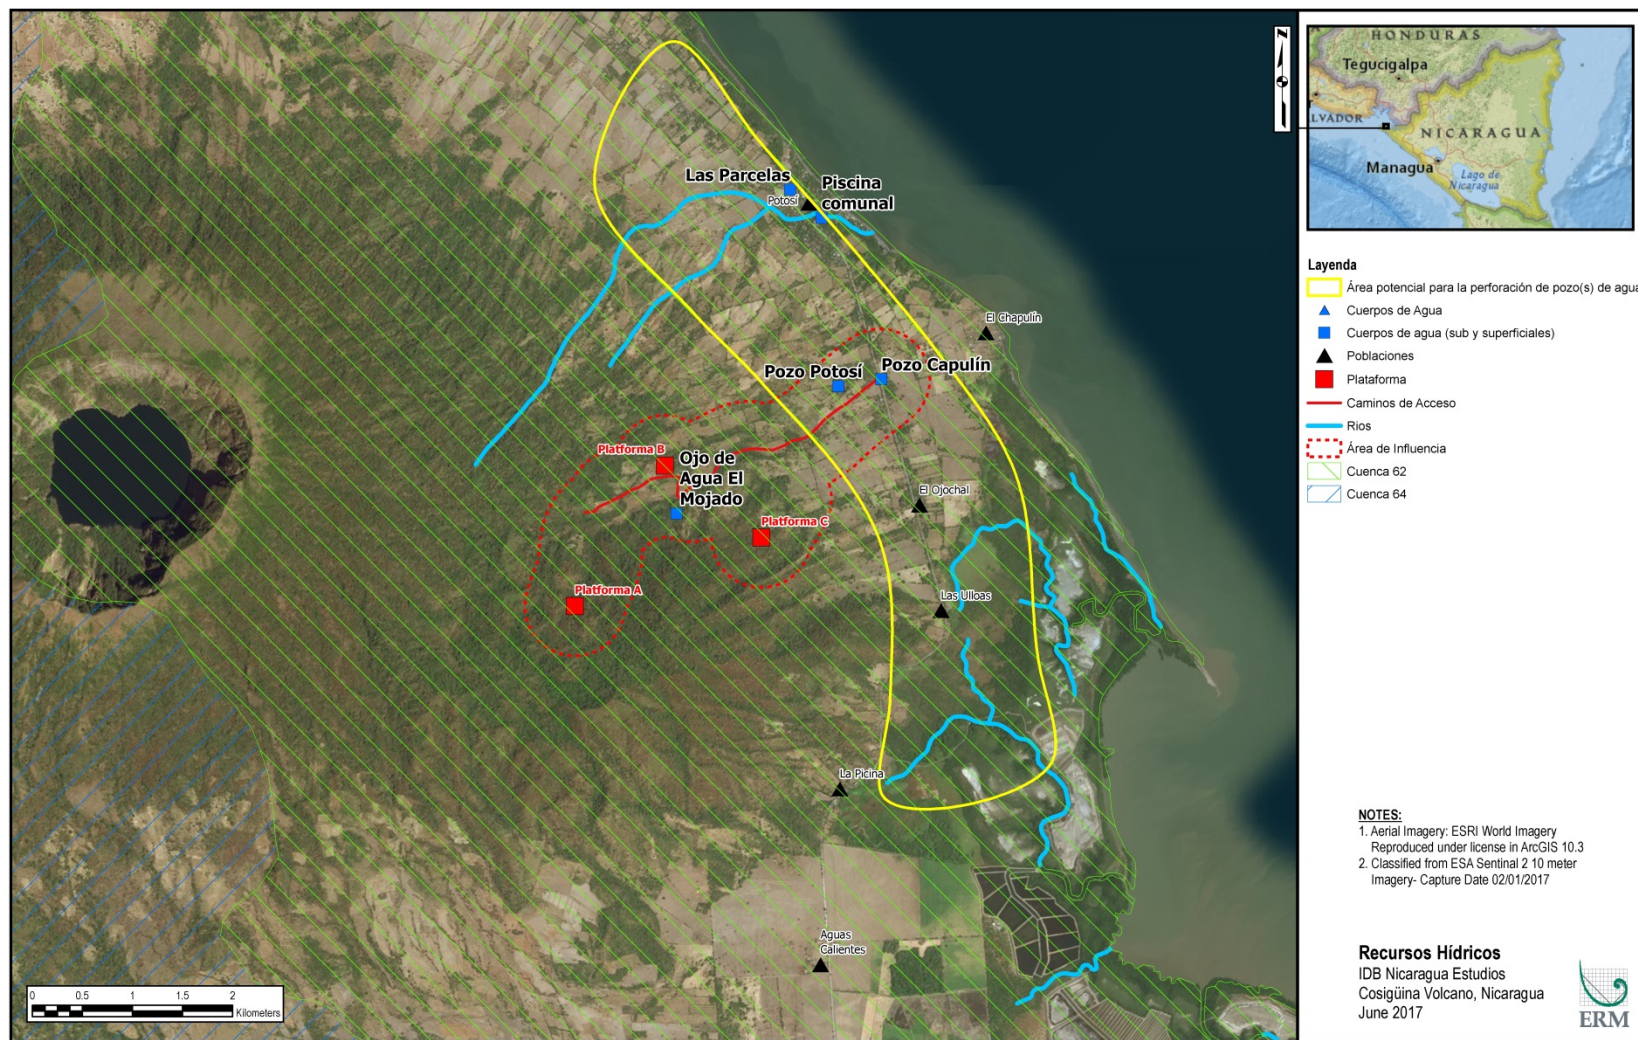 Las Parcelas
Potosí
Piscina
comunal
El Chapulín
Pozo Potosí
Pozo Capulín
Platforma B
Ojo de
Agua El
Mojado
El Ojochal
Platforma C
Platforma A
Las Ulloas
La Picina
Aguas
Calientes
0 0.5 1 1.5 2
Kilometers
HONDURAS
Tegucigalpa
LVADOR
NICARAGUA
Managua
Lago de
Nicaragua
Layenda
Área potencial para la perforación de pozo(s) de agua
Cuerpos de Agua
Cuerpos de agua (sub y superficiales)
Poblaciones
Plataforma
Caminos de Acceso
Rios
Área de Influencia
Cuenca 62
Cuenca 64
NOTES:
1. Aerial Imagery: ESRI World Imagery
Reproduced under license in ArcGIS 10.3
2. Classified from ESA Sentinal 2 10 meter
Imagery- Capture Date 02/01/2017
Recursos Hídricos
IDB Nicaragua Estudios
Cosigüina Volcano, Nicaragua
June 2017
ERM